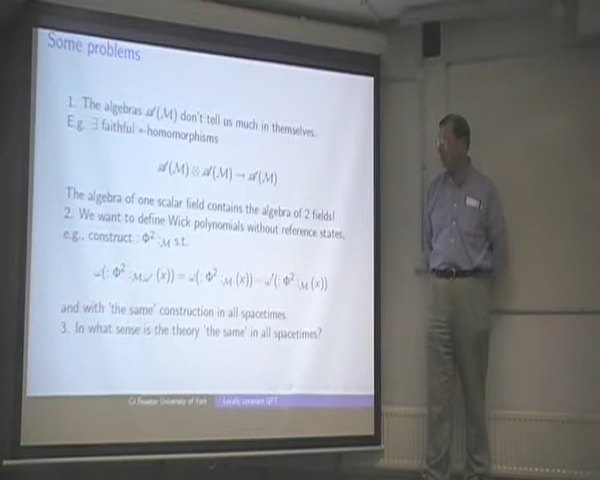 Some problems
1. The algebras 𝒜(ℳ) don't tell us much in themselves.
E.g. ∃ faithful ∗-homomorphisms
𝒜(ℳ) ⊗ 𝒜(ℳ) → 𝒜(ℳ)
The algebra of one scalar field contains the algebra of 2 fields!
2. We want to define Wick polynomials without reference states,
e.g., construct : Φ² :ℳ s.t.
ω(: Φ² :ℳ,ω′ (x)) = ω(: Φ² :ℳ (x)) − ω′(: Φ² :ℳ (x))
and with 'the same' construction in all spacetimes.
3. In what sense is the theory 'the same' in all spacetimes?
CJ Fewster University of York Locally covariant QFT